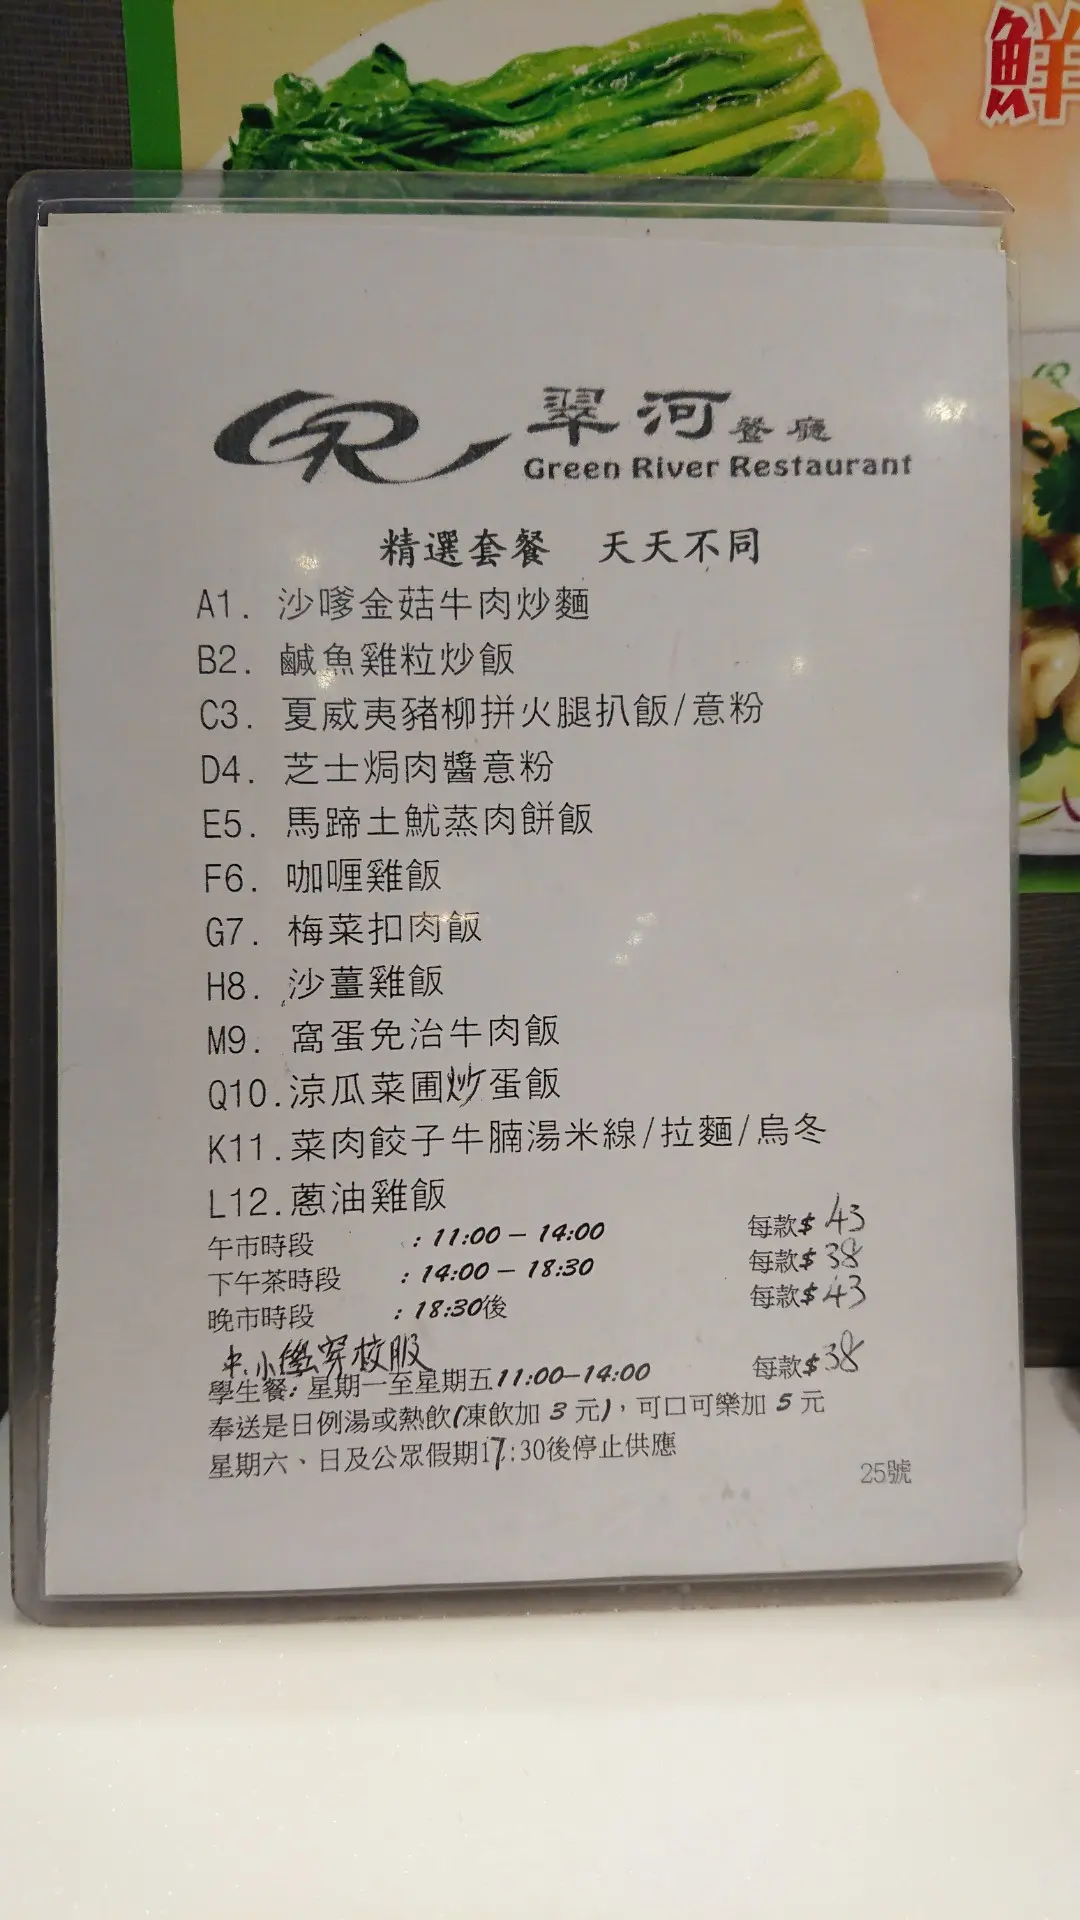 鮮
翠河餐廳
Green River Restaurant
精選套餐 天天不同
A1. 沙嗲金菇牛肉炒麵
B2. 鹹魚雞粒炒飯
C3. 夏威夷豬柳拼火腿扒飯/意粉
D4. 芝士焗肉醬意粉
E5. 馬蹄土魷蒸肉餅飯
F6. 咖喱雞飯
G7. 梅菜扣肉飯
H8. 沙薑雞飯
M9. 窩蛋免治牛肉飯
Q10.涼瓜菜圃炒蛋飯
K11.菜肉餃子牛腩湯米線/拉麵/烏冬
L12.蔥油雞飯
午市時段 : 11:00 – 14:00 每款$ 43
下午茶時段 : 14:00 – 18:30 每款$ 38
晚市時段 : 18:30後 每款$ 43
中.小學穿校服
學生餐: 星期一至星期五11:00–14:00 每款$ 38
奉送是日例湯或熱飲(凍飲加 3 元)，可口可樂加 5 元
星期六、日及公眾假期17:30後停止供應
25號